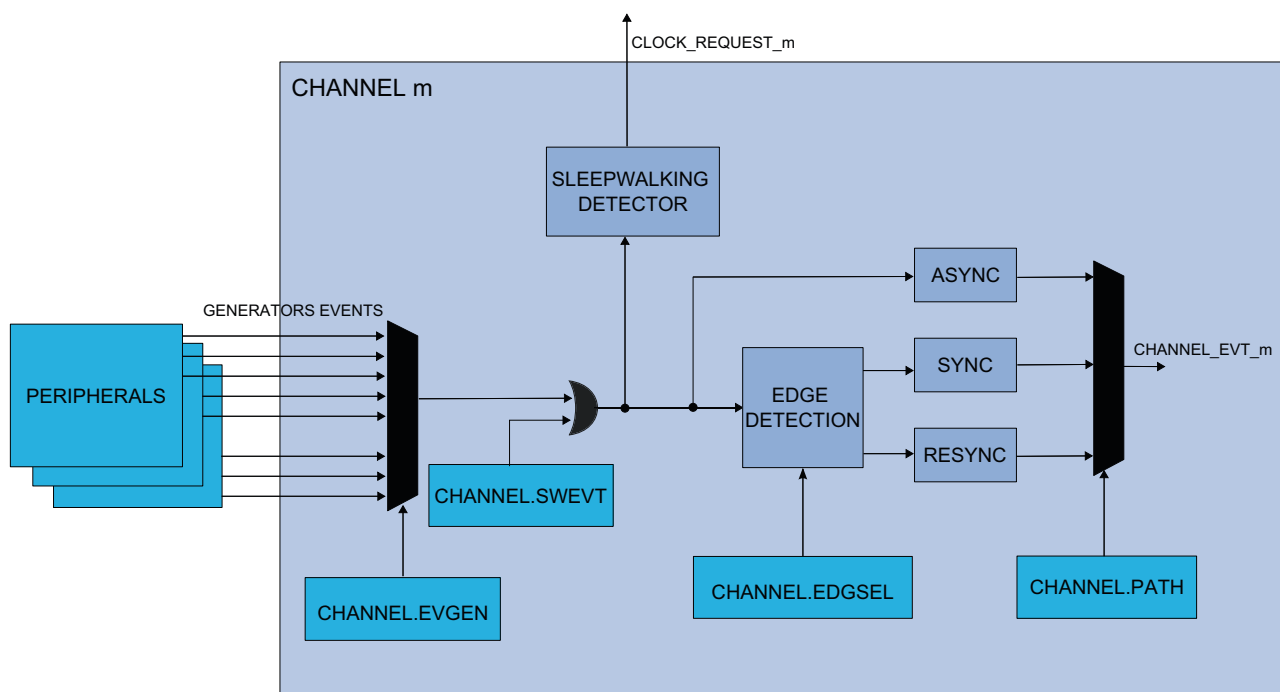 CLOCK_REQUEST_m
CHANNEL m
SLEEPWALKING
DETECTOR
GENERATORS EVENTS
PERIPHERALS
ASYNC
SYNC
RESYNC
EDGE
DETECTION
CHANNEL_EVT_m
CHANNEL.SWEVT
CHANNEL.EVGEN
CHANNEL.EDGSEL
CHANNEL.PATH